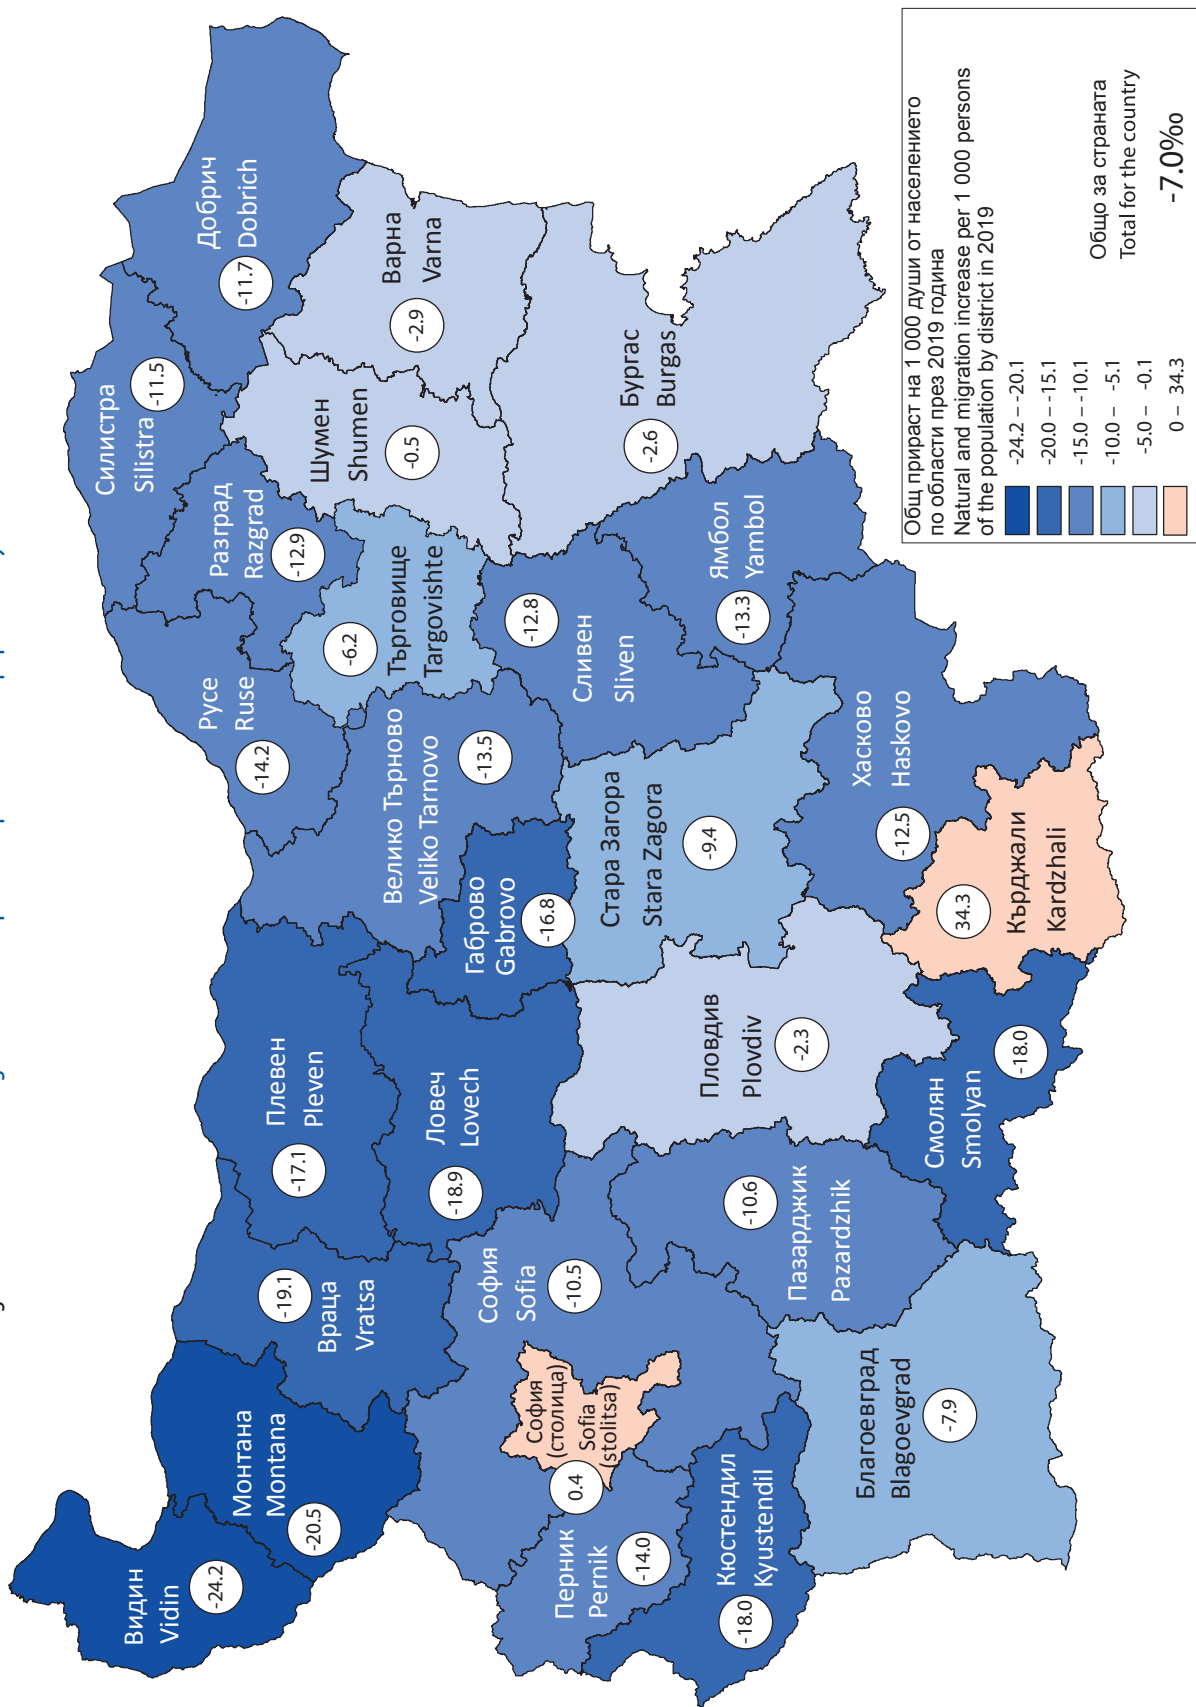 Видин
Vidin
-24.2
Монтана
Montana
-20.5
Враца
Vratsa
-19.1
Плевен
Pleven
-17.1
Ловеч
Lovech
-18.9
Габрово
Gabrovo
-16.8
Велико Търново
Veliko Tarnovo
-13.5
Русе
Ruse
-14.2
Разград
Razgrad
-12.9
Силистра
Silistra
-11.5
Добрич
Dobrich
-11.7
Варна
Varna
-2.9
Шумен
Shumen
-0.5
Търговище
Targovishte
-6.2
София
Sofia
-10.5
София
(столица)
Sofia
(stolitsa)
0.4
Перник
Pernik
-14.0
Кюстендил
Kyustendil
-18.0
Благоевград
Blagoevgrad
-7.9
Пазарджик
Pazardzhik
-10.6
Пловдив
Plovdiv
-2.3
Смолян
Smolyan
-18.0
Стара Загора
Stara Zagora
-9.4
Сливен
Sliven
-12.8
Бургас
Burgas
-2.6
Ямбол
Yambol
-13.3
Хасково
Haskovo
-12.5
Кърджали
Kardzhali
34.3
Общ прираст на 1 000 души от населението
по области през 2019 година
Natural and migration increase per 1 000 persons
of the population by district in 2019
-24.2 – -20.1
-20.0 – -15.1
-15.0 – -10.1
-10.0 – -5.1
-5.0 – -0.1
0 – 34.3
Общо за страната
Total for the country
-7.0‰